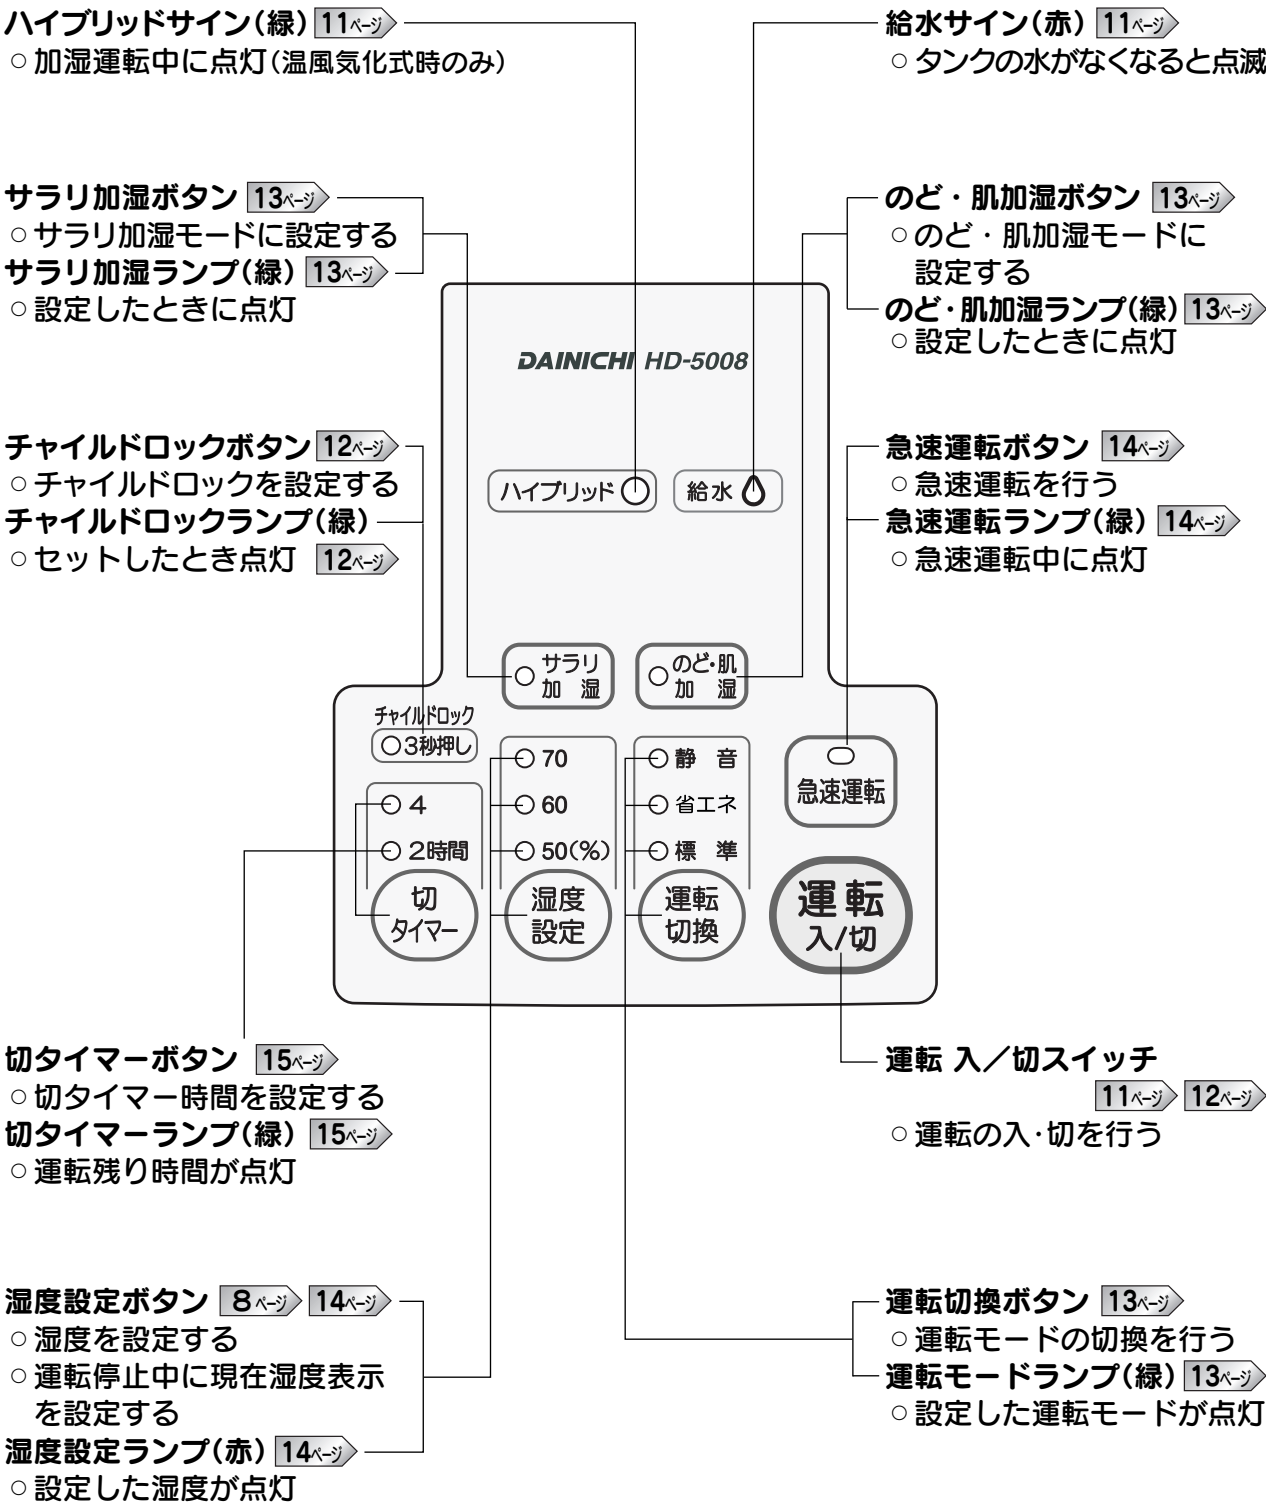 ハイブリッドサイン(緑) 11ページ
○加湿運転中に点灯(温風気化式時のみ)
給水サイン(赤) 11ページ
○タンクの水がなくなると点滅
サラリ加湿ボタン 13ページ
○サラリ加湿モードに設定する
サラリ加湿ランプ(緑) 13ページ
○設定したときに点灯
のど・肌加湿ボタン 13ページ
○のど・肌加湿モードに
設定する
のど・肌加湿ランプ(緑) 13ページ
○設定したときに点灯
チャイルドロックボタン 12ページ
○チャイルドロックを設定する
チャイルドロックランプ(緑)
○セットしたとき点灯 12ページ
急速運転ボタン 14ページ
○急速運転を行う
急速運転ランプ(緑) 14ページ
○急速運転中に点灯
DAINICHI HD-5008
ハイブリッド
給水
サラリ
加 湿
のど・肌
加 湿
チャイルドロック
3秒押し
4
2時間
切
タイマー
70
60
50(%)
湿度
設定
静 音
省エネ
標 準
運転
切換
急速運転
運転
入/切
切タイマーボタン 15ページ
○切タイマー時間を設定する
切タイマーランプ(緑) 15ページ
○運転残り時間が点灯
運転 入/切スイッチ
11ページ 12ページ
○運転の入・切を行う
湿度設定ボタン 8ページ 14ページ
○湿度を設定する
○運転停止中に現在湿度表示
を設定する
湿度設定ランプ(赤) 14ページ
○設定した湿度が点灯
運転切換ボタン 13ページ
○運転モードの切換を行う
運転モードランプ(緑) 13ページ
○設定した運転モードが点灯